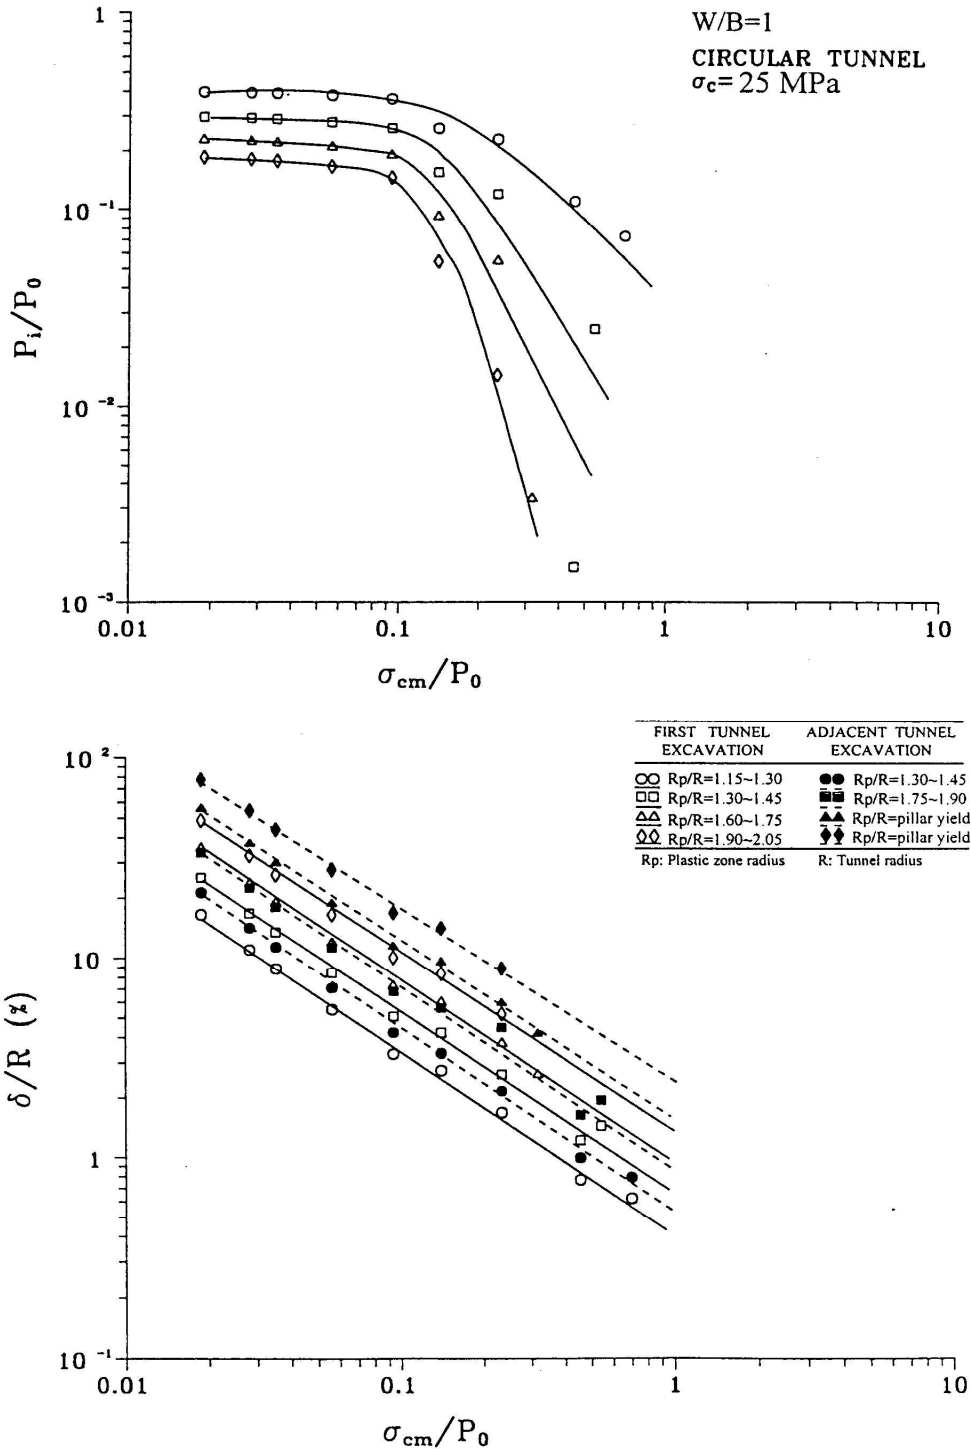 W/B=1
CIRCULAR TUNNEL
σc= 25 MPa
1
10⁻¹
10⁻²
10⁻³
Pi/P0
0.01 0.1 1 10
σcm/P0
FIRST TUNNEL EXCAVATION ADJACENT TUNNEL EXCAVATION
Rp/R=1.15~1.30 Rp/R=1.30~1.45
Rp/R=1.30~1.45 Rp/R=1.75~1.90
Rp/R=1.60~1.75 Rp/R=pillar yield
Rp/R=1.90~2.05 Rp/R=pillar yield
Rp: Plastic zone radius R: Tunnel radius
10²
10
1
10⁻¹
δ/R (%)
0.01 0.1 1 10
σcm/P0